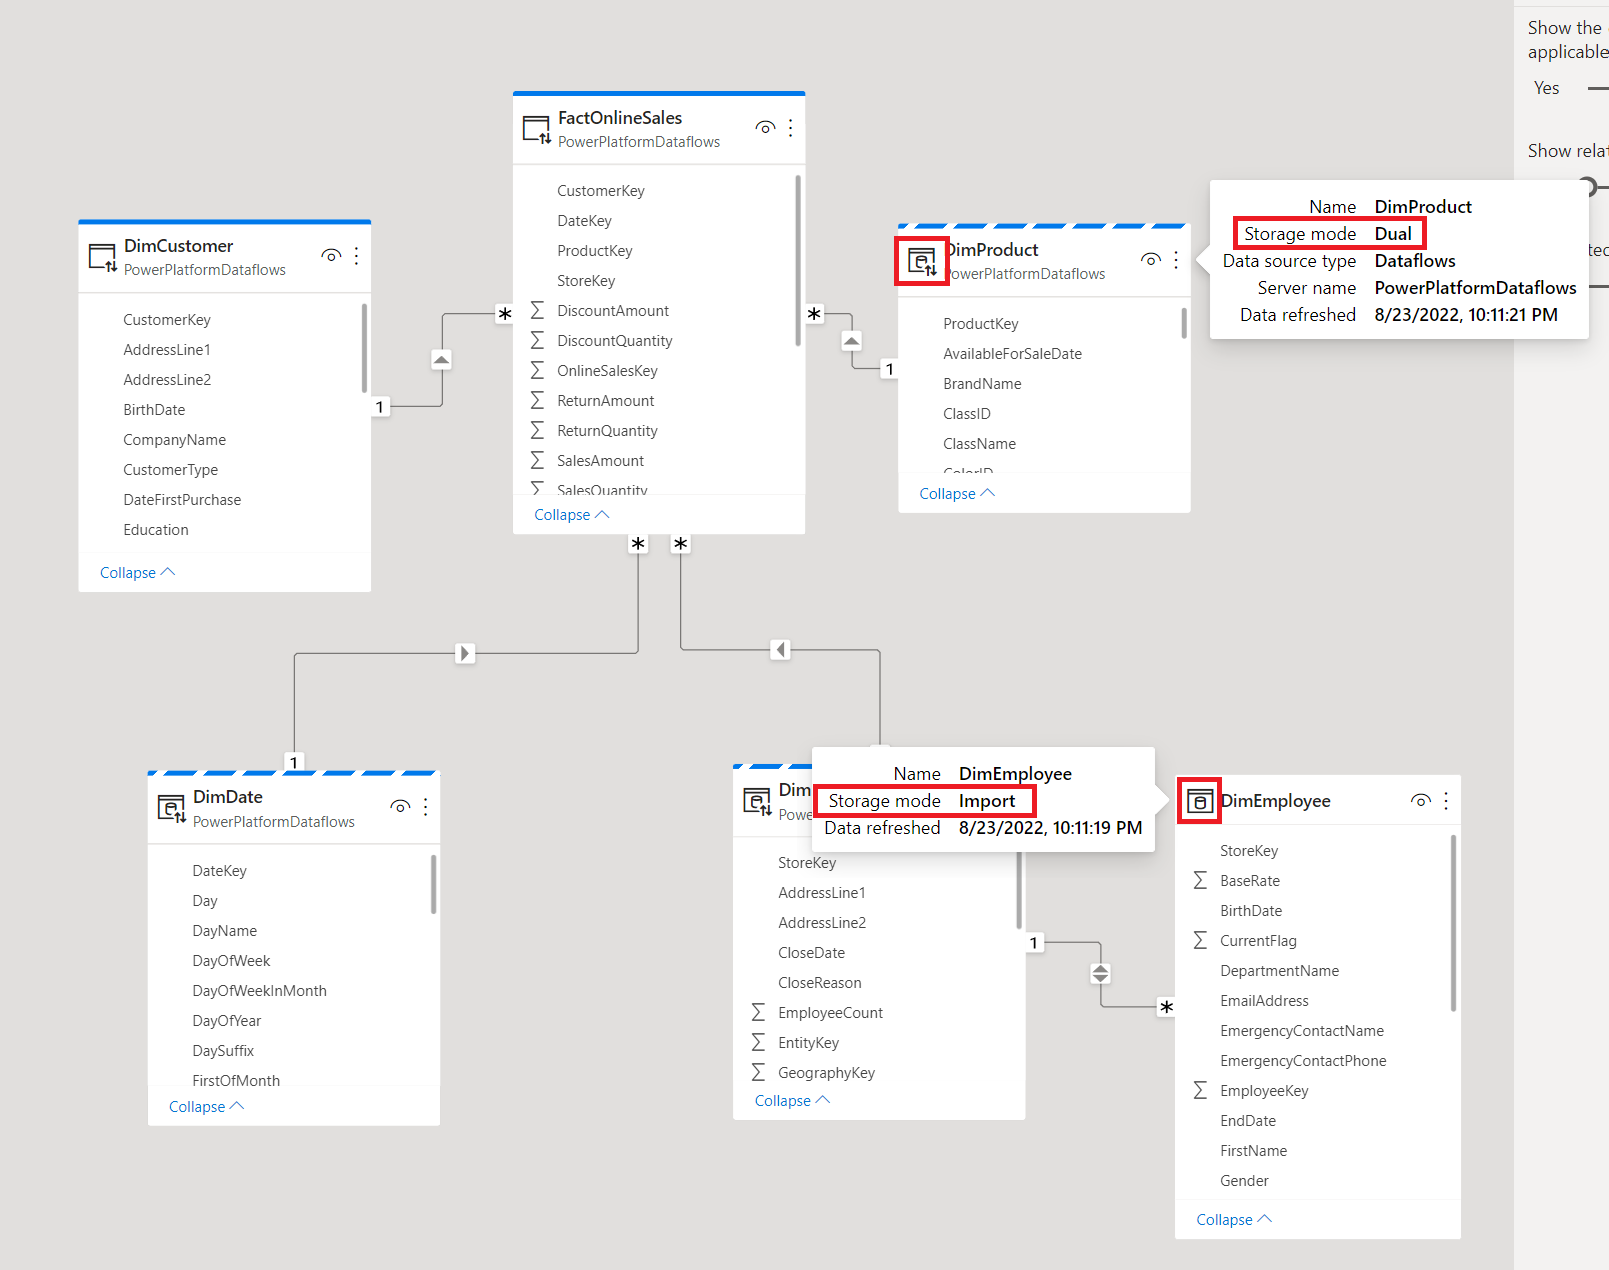 Show the
applicable
Yes
Show relat
FactOnlineSales
PowerPlatformDataflows
CustomerKey
DateKey
ProductKey
StoreKey
DiscountAmount
DiscountQuantity
OnlineSalesKey
ReturnAmount
ReturnQuantity
SalesAmount
SalesQuantity
Collapse
*
*
*
*
DimCustomer
PowerPlatformDataflows
CustomerKey
AddressLine1
AddressLine2
BirthDate
CompanyName
CustomerType
DateFirstPurchase
Education
Collapse
1
DimProduct
PowerPlatformDataflows
ProductKey
AvailableForSaleDate
BrandName
ClassID
ClassName
ColorID
Collapse
1
Name DimProduct
Storage mode Dual
Data source type Dataflows
Server name PowerPlatformDataflows
Data refreshed 8/23/2022, 10:11:21 PM
tec
1
DimDate
PowerPlatformDataflows
DateKey
Day
DayName
DayOfWeek
DayOfWeekInMonth
DayOfYear
DaySuffix
FirstOfMonth
Collapse
Dim
Powe
StoreKey
AddressLine1
AddressLine2
CloseDate
CloseReason
EmployeeCount
EntityKey
GeographyKey
Collapse
1
*
Name DimEmployee
Storage mode Import
Data refreshed 8/23/2022, 10:11:19 PM
DimEmployee
StoreKey
BaseRate
BirthDate
CurrentFlag
DepartmentName
EmailAddress
EmergencyContactName
EmergencyContactPhone
EmployeeKey
EndDate
FirstName
Gender
Collapse